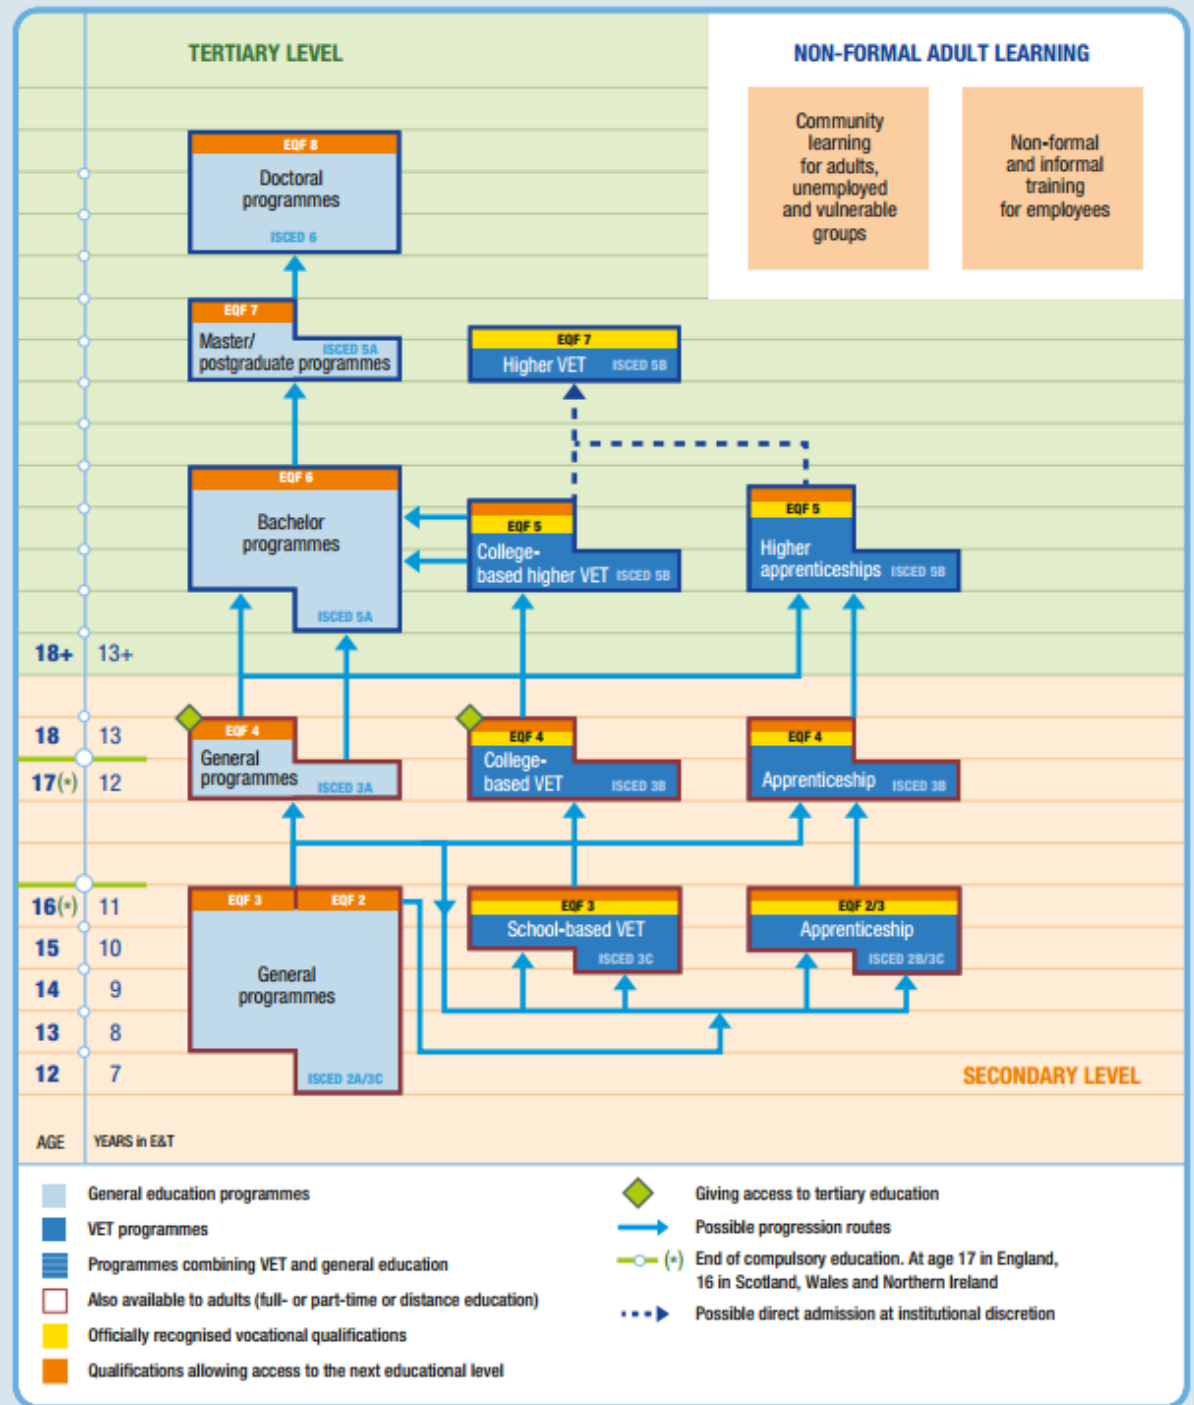 TERTIARY LEVEL
NON-FORMAL ADULT LEARNING
Community
learning
for adults,
unemployed
and vulnerable
groups
Non-formal
and informal
training
for employees
EQF 8
Doctoral
programmes
ISCED 6
EQF 7
Master/
ISCED 5A
postgraduate programmes
EQF 7
Higher VET ISCED 5B
EQF 6
Bachelor
programmes
ISCED 5A
EQF 5
College-
based higher VET ISCED 5B
EQF 5
Higher
apprenticeships ISCED 5B
18+ 13+
18 13
17(*) 12
EQF 4
General
programmes ISCED 3A
EQF 4
College-
based VET ISCED 3B
EQF 4
Apprenticeship ISCED 3B
16(*) 11
15 10
14 9
13 8
12 7
EQF 3 EQF 2
General
programmes
ISCED 2A/3C
EQF 3
School-based VET
ISCED 3C
EQF 2/3
Apprenticeship
ISCED 2B/3C
SECONDARY LEVEL
AGE YEARS in E&T
General education programmes
VET programmes
Programmes combining VET and general education
Also available to adults (full- or part-time or distance education)
Officially recognised vocational qualifications
Qualifications allowing access to the next educational level
Giving access to tertiary education
Possible progression routes
(*) End of compulsory education. At age 17 in England,
16 in Scotland, Wales and Northern Ireland
Possible direct admission at institutional discretion